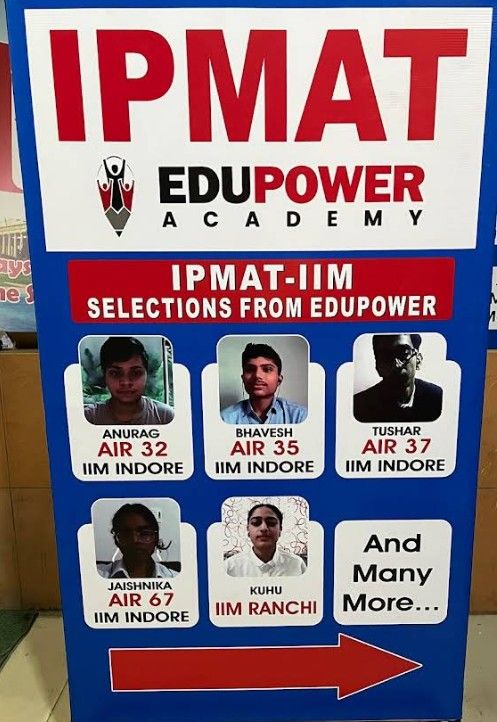 IPMAT
EDUPOWER
ACADEMY
IPMAT-IIM
SELECTIONS FROM EDUPOWER
ANURAG
AIR 32
IIM INDORE
BHAVESH
AIR 35
IIM INDORE
TUSHAR
AIR 37
IIM INDORE
JAISHNIKA
AIR 67
IIM INDORE
KUHU
IIM RANCHI
And
Many
More...